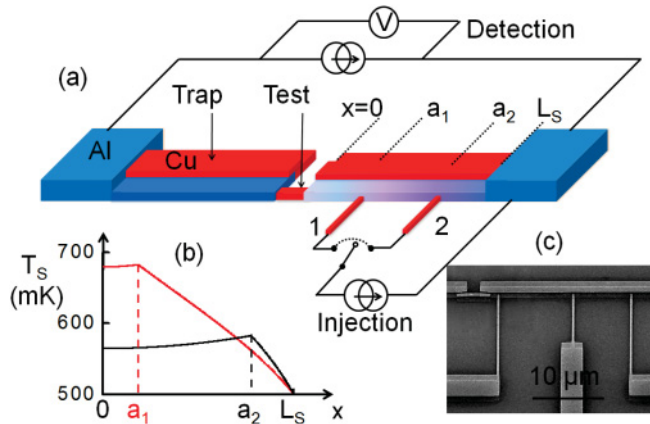 V
Detection
(a)
Trap
Test
x=0
a1
a2
LS
Al
Cu
1
2
Injection
(b)
TS
(mK)
700
600
500
0
a1
a2
LS
x
(c)
10 µm